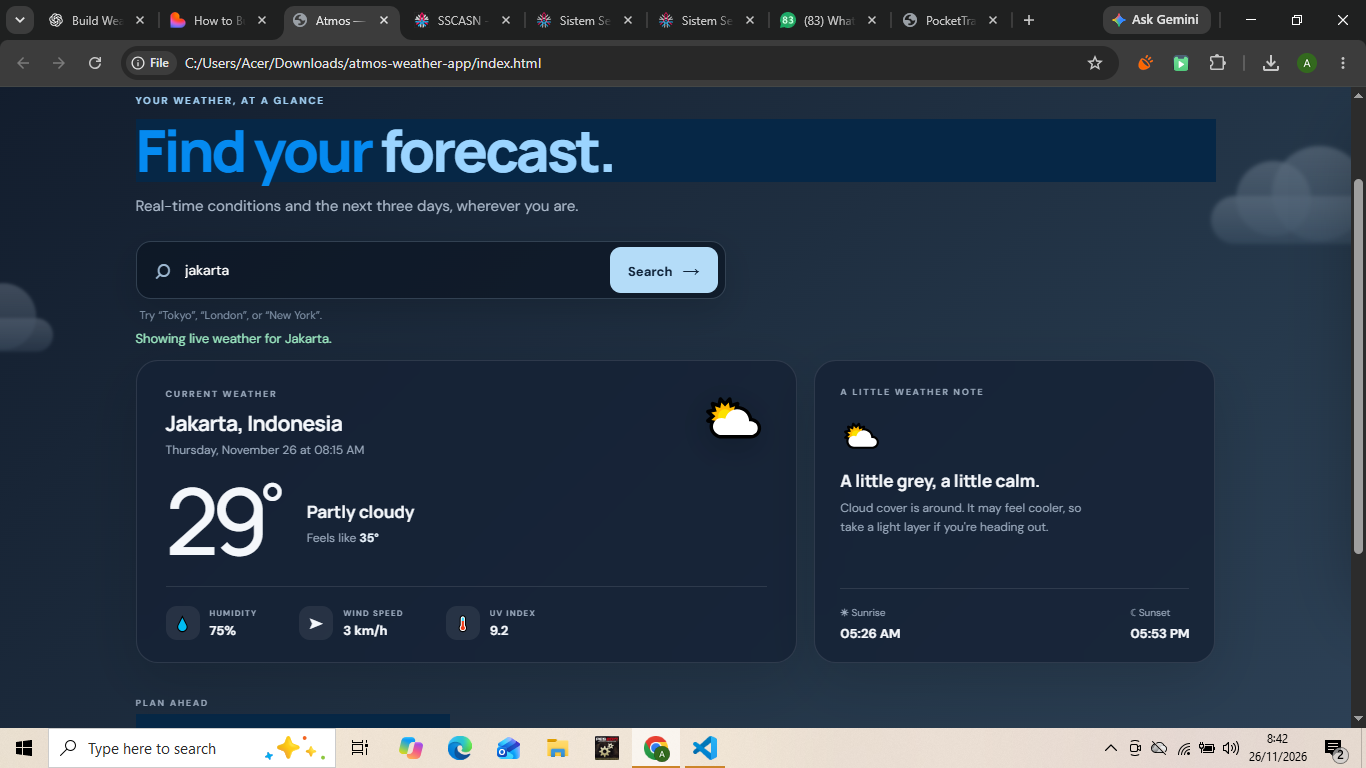 Build Wea
How to B
Atmos —
SSCASN -
Sistem Se
Sistem Se
83
(83) What
PocketTra
Ask Gemini
File
C:/Users/Acer/Downloads/atmos-weather-app/index.html
A
YOUR WEATHER, AT A GLANCE
Find your forecast.
Real-time conditions and the next three days, wherever you are.
jakarta
Search →
Try “Tokyo”, “London”, or “New York”.
Showing live weather for Jakarta.
CURRENT WEATHER
Jakarta, Indonesia
Thursday, November 26 at 08:15 AM
29°
Partly cloudy
Feels like 35°
HUMIDITY
75%
WIND SPEED
3 km/h
UV INDEX
9.2
A LITTLE WEATHER NOTE
A little grey, a little calm.
Cloud cover is around. It may feel cooler, so
take a light layer if you're heading out.
☀ Sunrise
05:26 AM
☾ Sunset
05:53 PM
PLAN AHEAD
Type here to search
8:42
26/11/2026
2